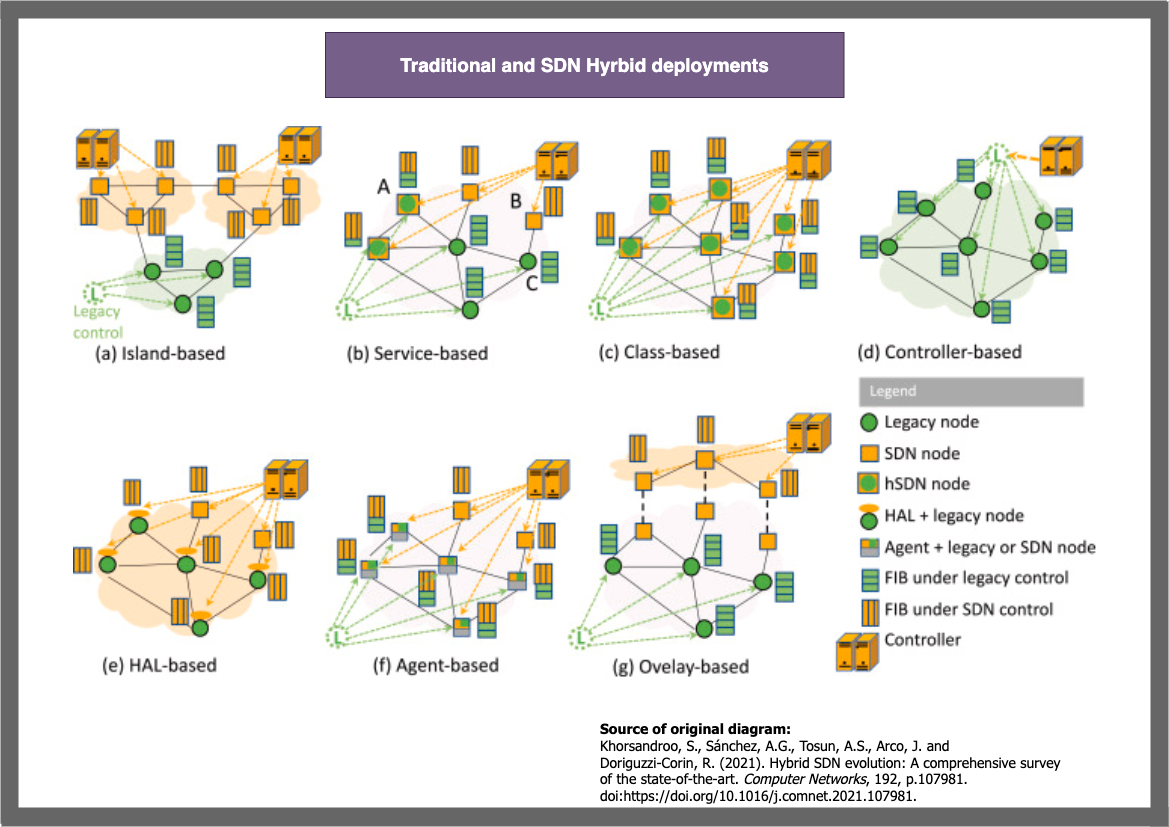 Traditional and SDN Hyrbid deployments
L
Legacy
control
(a) Island-based
A
B
C
L
(b) Service-based
L
(c) Class-based
L
(d) Controller-based
Legend
Legacy node
SDN node
hSDN node
HAL + legacy node
Agent + legacy or SDN node
FIB under legacy control
FIB under SDN control
Controller
(e) HAL-based
L
(f) Agent-based
L
(g) Ovelay-based
Source of original diagram:
Khorsandroo, S., Sánchez, A.G., Tosun, A.S., Arco, J. and
Doriguzzi-Corin, R. (2021). Hybrid SDN evolution: A comprehensive survey
of the state-of-the-art. Computer Networks, 192, p.107981.
doi:https://doi.org/10.1016/j.comnet.2021.107981.